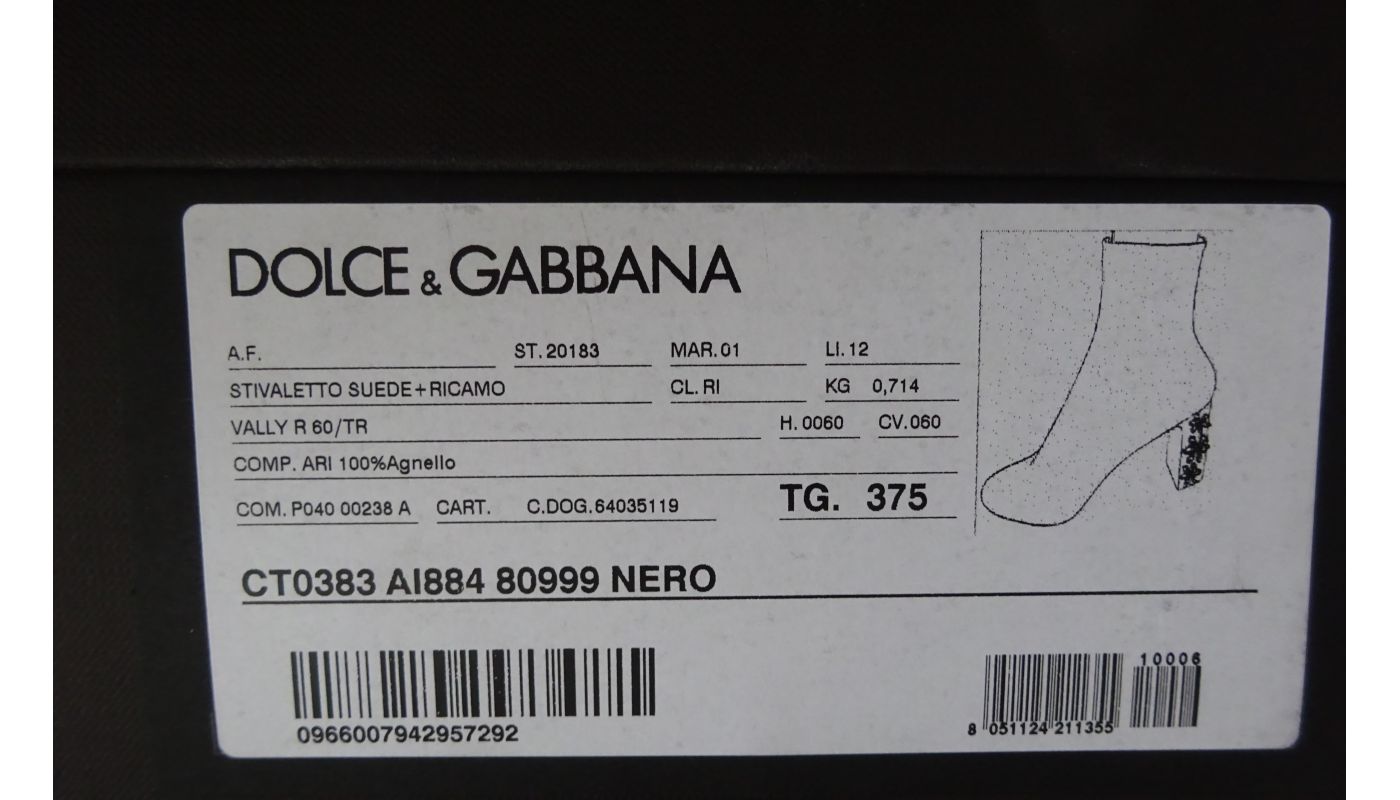 DOLCE & GABBANA
A.F. ST. 20183 MAR. 01 LI. 12
STIVALETTO SUEDE+RICAMO CL. RI KG 0,714
VALLY R 60/TR H. 0060 CV. 060
COMP. ARI 100%Agnello
COM. P040 00238 A CART. C.DOG. 64035119 TG. 375
CT0383 AI884 80999 NERO
10006
0966007942957292
8 051124 211355